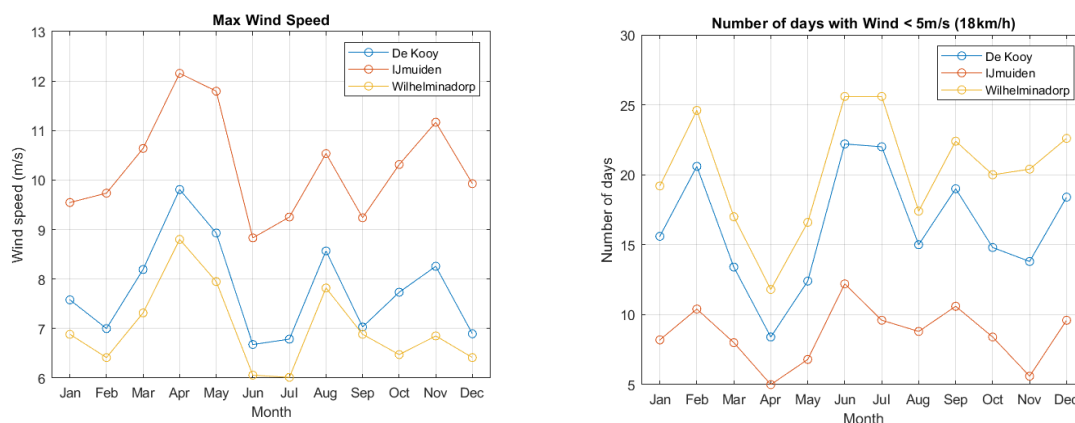 Max Wind Speed
13
12
11
10
9
8
7
6
Wind speed (m/s)
De Kooy
IJmuiden
Wilhelminadorp
Jan Feb Mar Apr May Jun Jul Aug Sep Oct Nov Dec
Month
Number of days with Wind < 5m/s (18km/h)
30
25
20
15
10
5
Number of days
De Kooy
IJmuiden
Wilhelminadorp
Jan Feb Mar Apr May Jun Jul Aug Sep Oct Nov Dec
Month